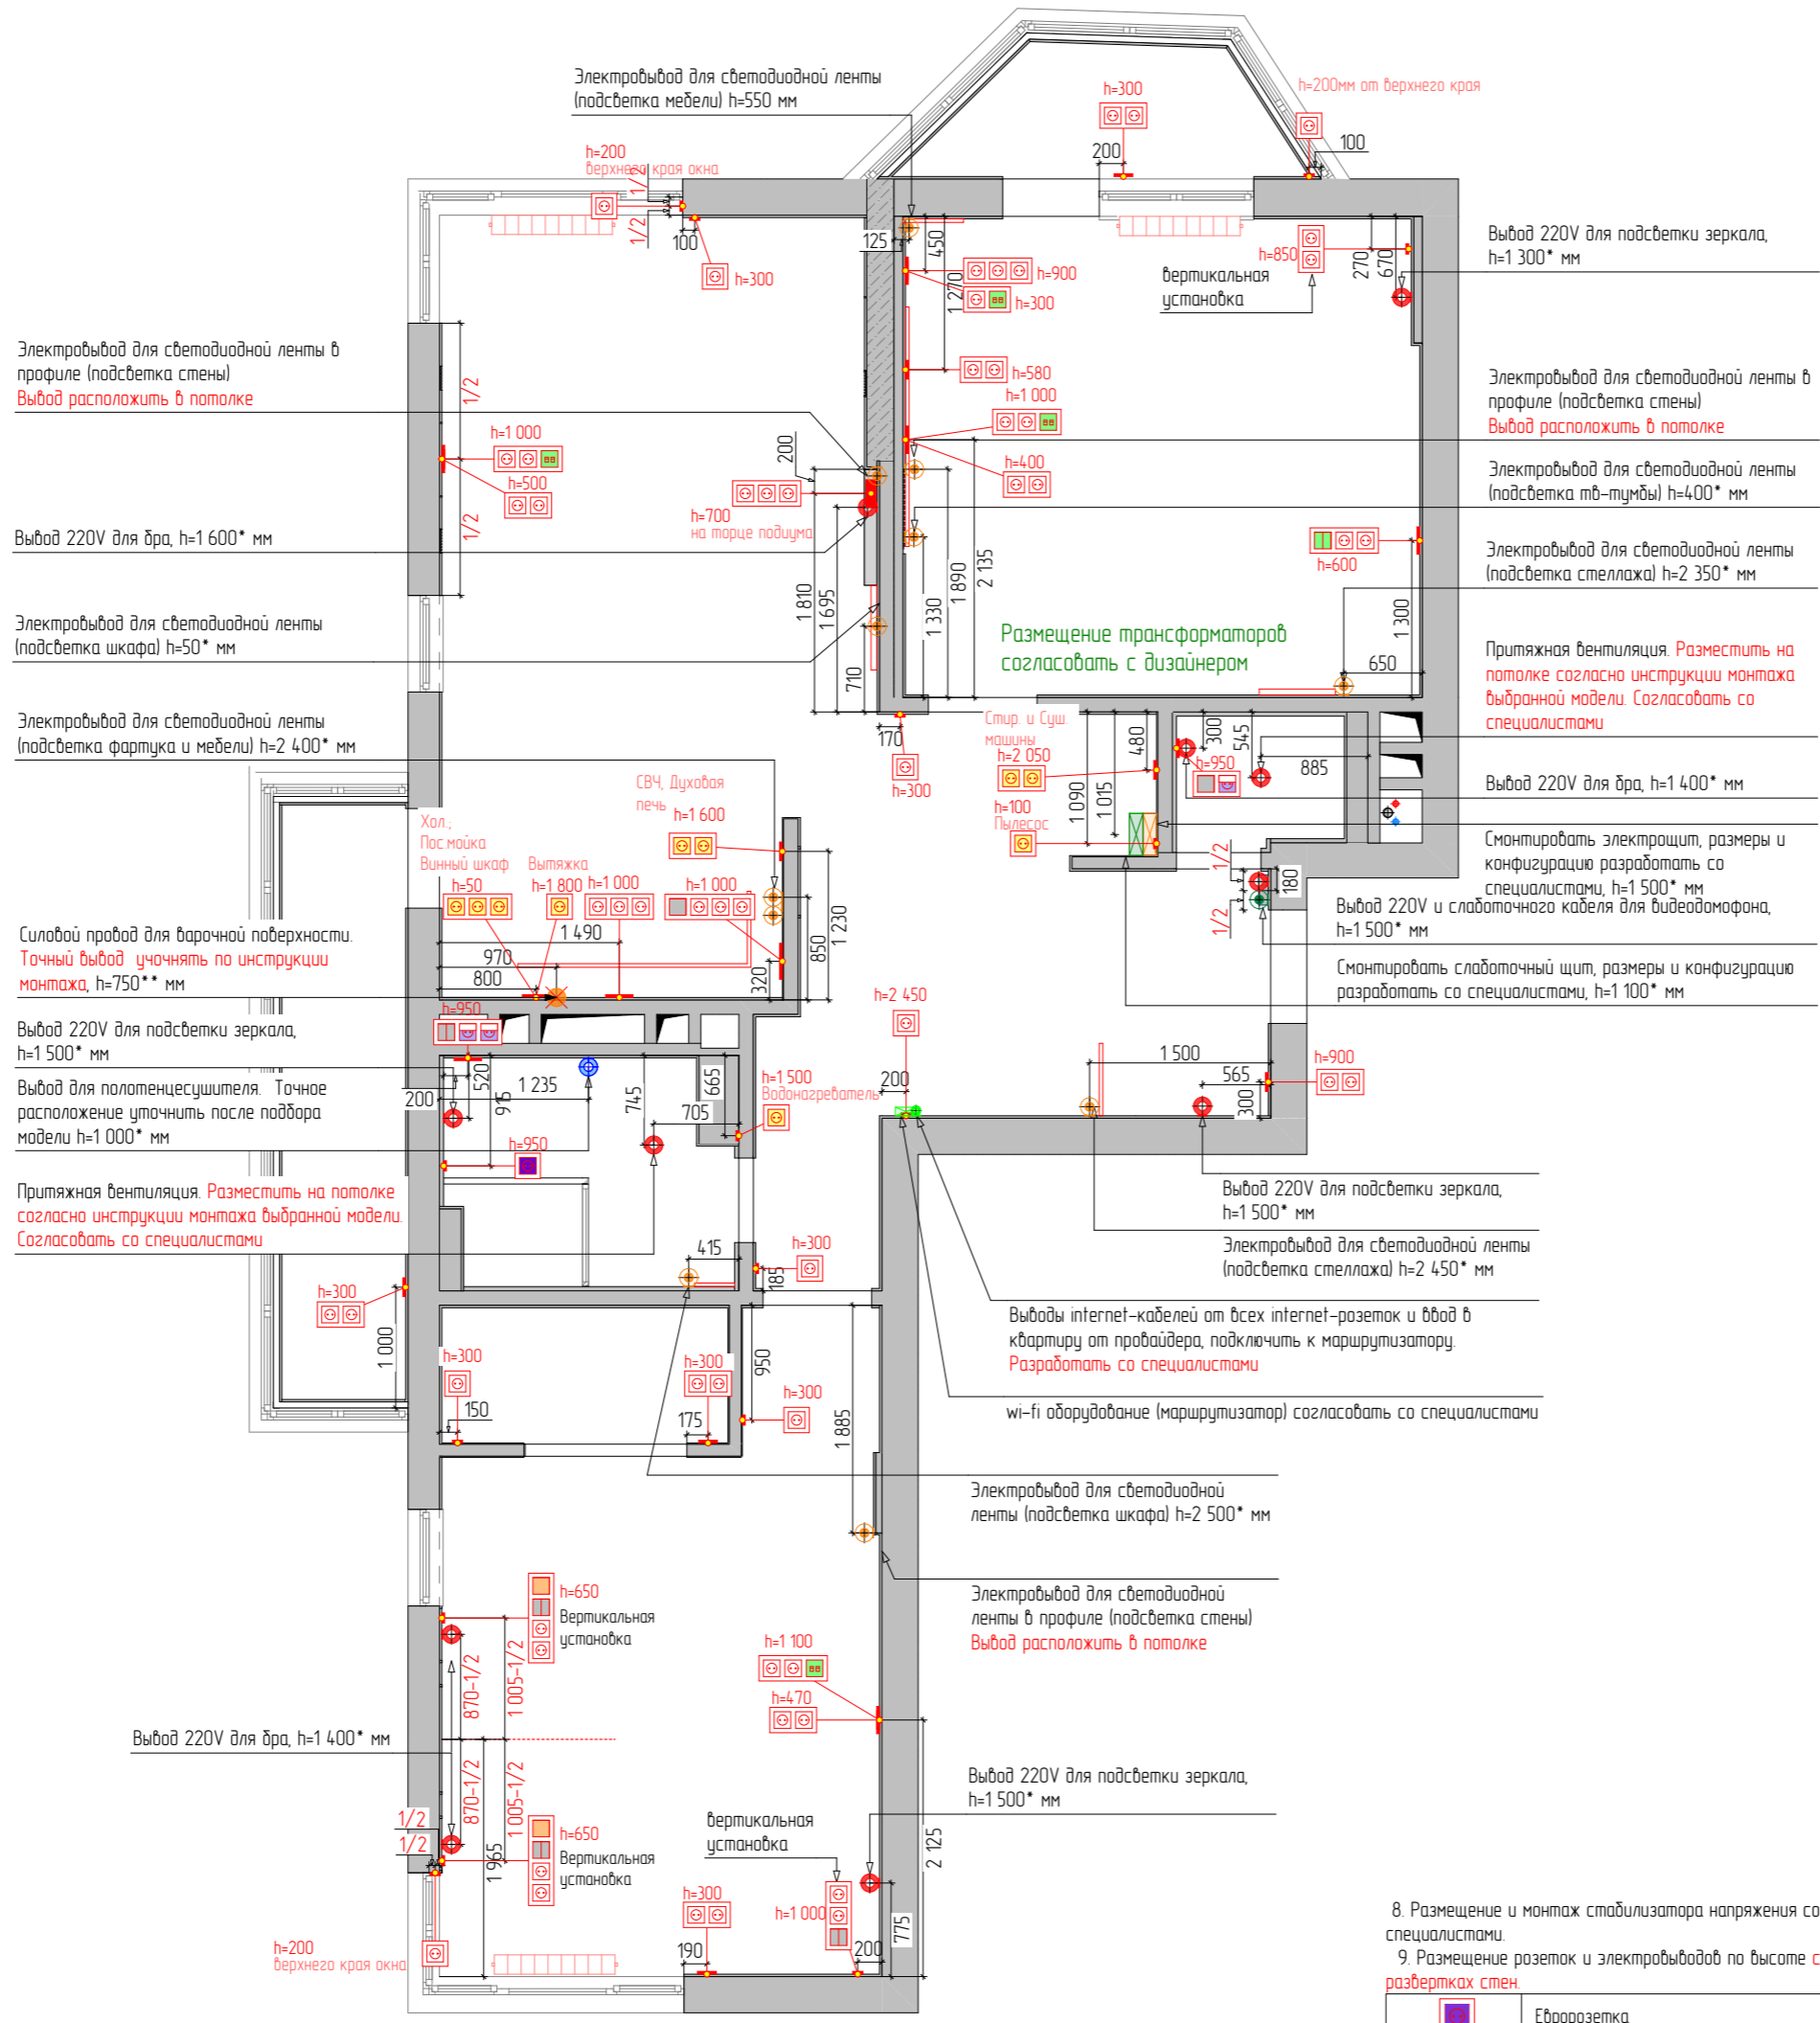 Электровывод для светодиодной ленты
(подсветка мебели) h=550 мм
h=300
h=200мм от верхнего края
200
100
h=200
верхнего края окна
1/2
1/2
100
h=300
125
450
1 270
h=900
h=300
h=850
вертикальная
установка
270
670
Вывод 220V для подсветки зеркала,
h=1 300* мм
Электровывод для светодиодной ленты в
профиле (подсветка стены)
Вывод расположить в потолке
1/2
1/2
h=1 000
h=500
h=580
h=1 000
h=400
Электровывод для светодиодной ленты в
профиле (подсветка стены)
Вывод расположить в потолке
Электровывод для светодиодной ленты
(подсветка тв-тумбы) h=400* мм
200
h=700
на торце подиума
Вывод 220V для бра, h=1 600* мм
h=600
Электровывод для светодиодной ленты
(подсветка стеллажа) h=2 350* мм
1 810
1 695
710
1 330
1 890
2 135
1 300
650
Электровывод для светодиодной ленты
(подсветка шкафа) h=50* мм
Размещение трансформаторов
согласовать с дизайнером
Притяжная вентиляция. Разместить на
потолке согласно инструкции монтажа
выбранной модели. Согласовать со
специалистами
Электровывод для светодиодной ленты
(подсветка фартука и мебели) h=2 400* мм
170
h=300
Стир. и Суш.
машины
h=2 050
h=100
Пылесос
1 090
1 015
480
300
545
h=950
885
Вывод 220V для бра, h=1 400* мм
СВЧ, Духовая
печь
h=1 600
Хол.;
Пос.мойка
Винный шкаф
h=50
Вытяжка
h=1 800
h=1 000
h=1 000
Смонтировать электрощит, размеры и
конфигурацию разработать со
специалистами, h=1 500* мм
1/2
1/2
180
Вывод 220V и слаботочного кабеля для видеодомофона,
h=1 500* мм
Смонтировать слаботочный щит, размеры и конфигурацию
разработать со специалистами, h=1 100* мм
Силовой провод для варочной поверхности.
Точный вывод учочнять по инструкции
монтажа, h=750** мм
1 490
970
800
320
850
1 230
h=950
Вывод 220V для подсветки зеркала,
h=1 500* мм
Вывод для полотенцесушителя. Точное
расположение уточнить после подбора
модели h=1 000* мм
200
520
915
1 235
745
665
705
h=1 500
Водонагреватель
h=950
h=2 450
200
1 500
565
300
h=900
Вывод 220V для подсветки зеркала,
h=1 500* мм
Притяжная вентиляция. Разместить на потолке
согласно инструкции монтажа выбранной модели.
Согласовать со специалистами
415
h=300
185
Электровывод для светодиодной ленты
(подсветка стеллажа) h=2 450* мм
h=300
1 000
Выводы internet-кабелей от всех internet-розеток и ввод в
квартиру от провайдера, подключить к маршрутизатору.
Разработать со специалистами
h=300
150
h=300
175
950
h=300
1 885
wi-fi оборудование (маршрутизатор) согласовать со специалистами
Электровывод для светодиодной
ленты (подсветка шкафа) h=2 500* мм
Электровывод для светодиодной
ленты в профиле (подсветка стены)
Вывод расположить в потолке
h=650
Вертикальная
установка
870-1/2
1 005-1/2
h=1 100
h=470
Вывод 220V для бра, h=1 400* мм
870-1/2
1 005-1/2
1/2
1/2
1 965
h=650
Вертикальная
установка
вертикальная
установка
Вывод 220V для подсветки зеркала,
h=1 500* мм
2 125
h=300
h=1 000
190
200
775
h=200
верхнего края окна
8. Размещение и монтаж стабилизатора напряжения со
специалистами.
9. Размещение розеток и электровыводов по высоте с
развертках стен.
Евророзетка